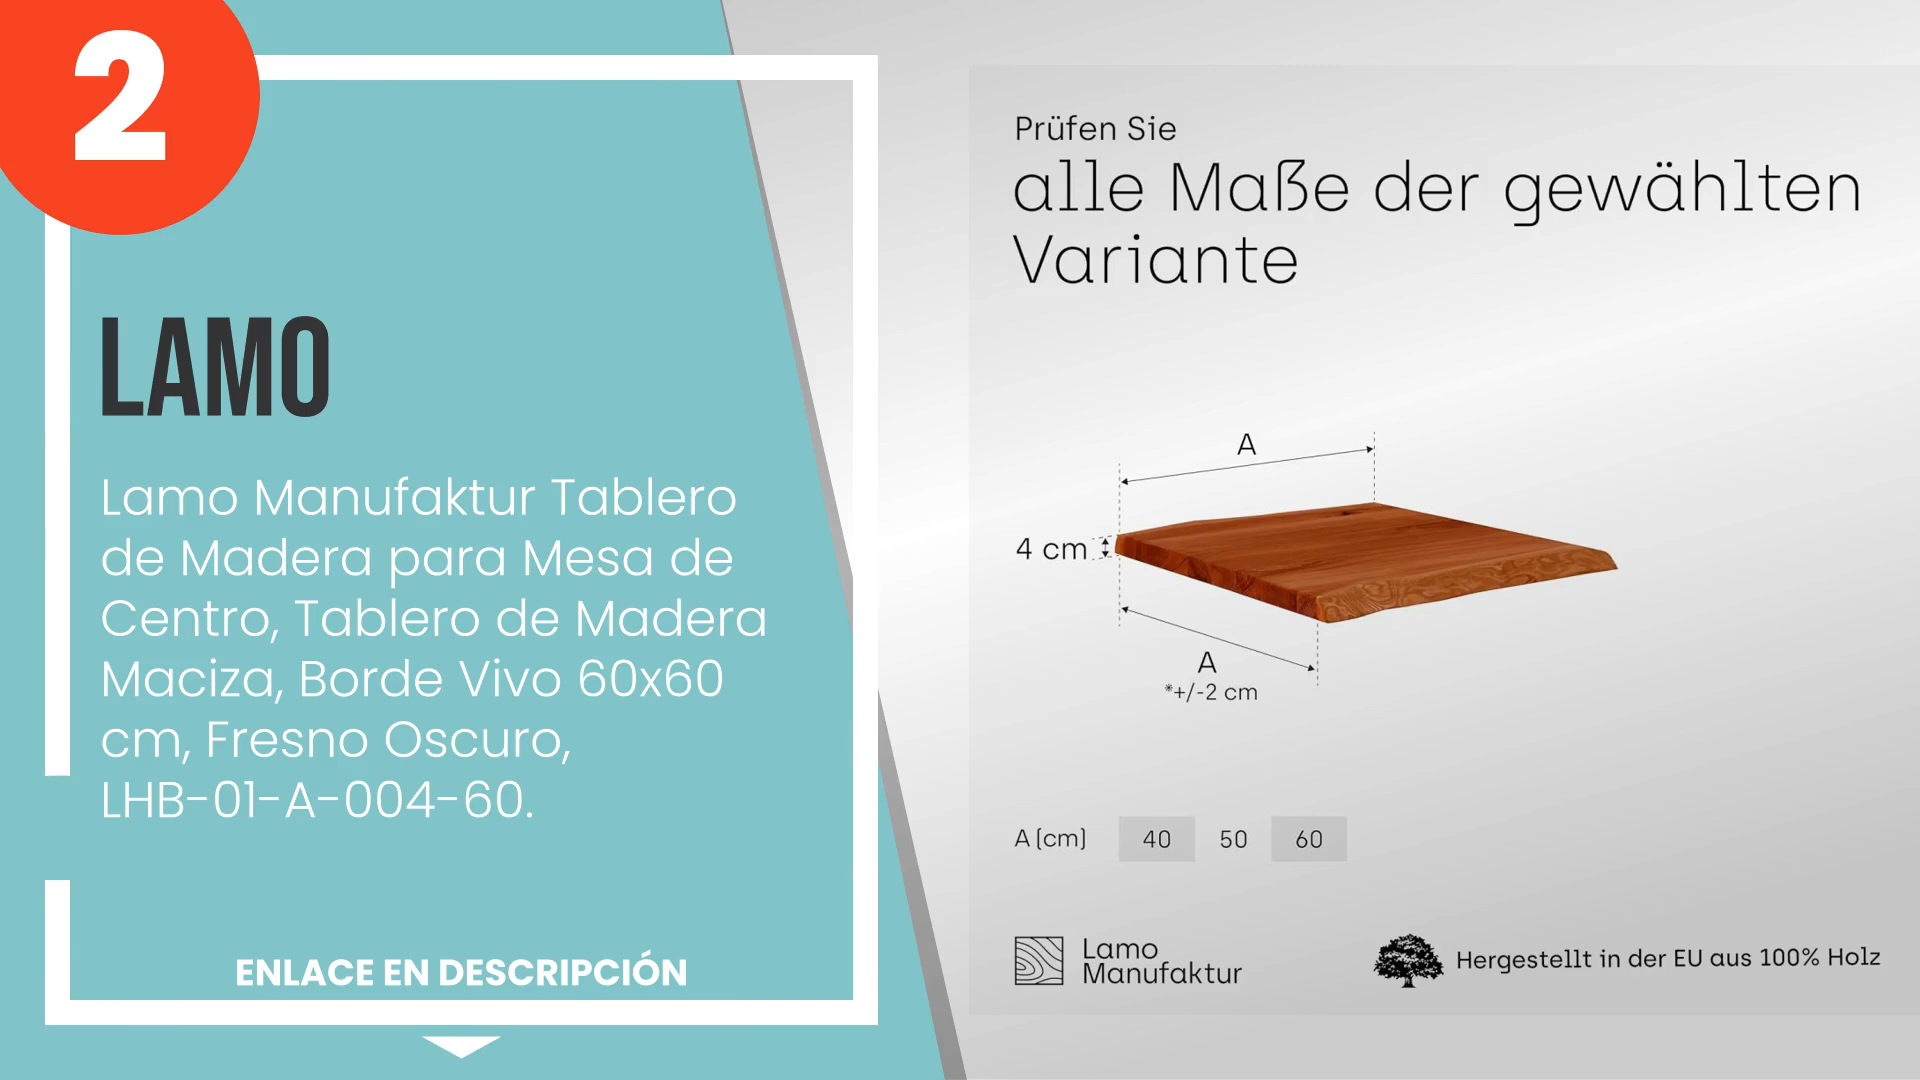 2
LAMO
Lamo Manufaktur Tablero
de Madera para Mesa de
Centro, Tablero de Madera
Maciza, Borde Vivo 60x60
cm, Fresno Oscuro,
LHB-01-A-004-60.
ENLACE EN DESCRIPCIÓN
Prüfen Sie
alle Maße der gewählten
Variante
A
4 cm
A
*+/-2 cm
A (cm) 40 50 60
Lamo
Manufaktur
Hergestellt in der EU aus 100% Holz